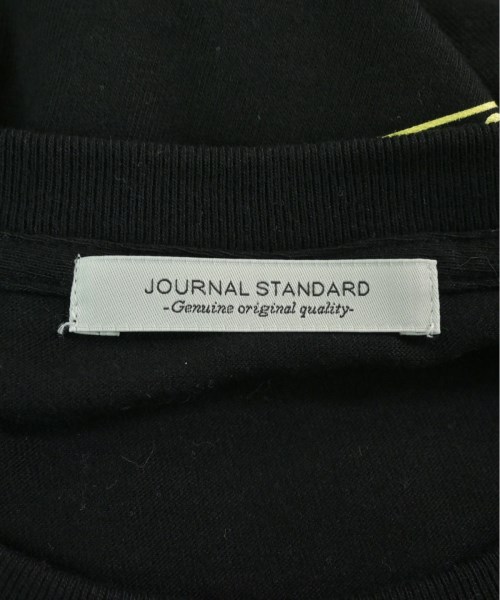 JOURNAL STANDARD
-Genuine original quality-